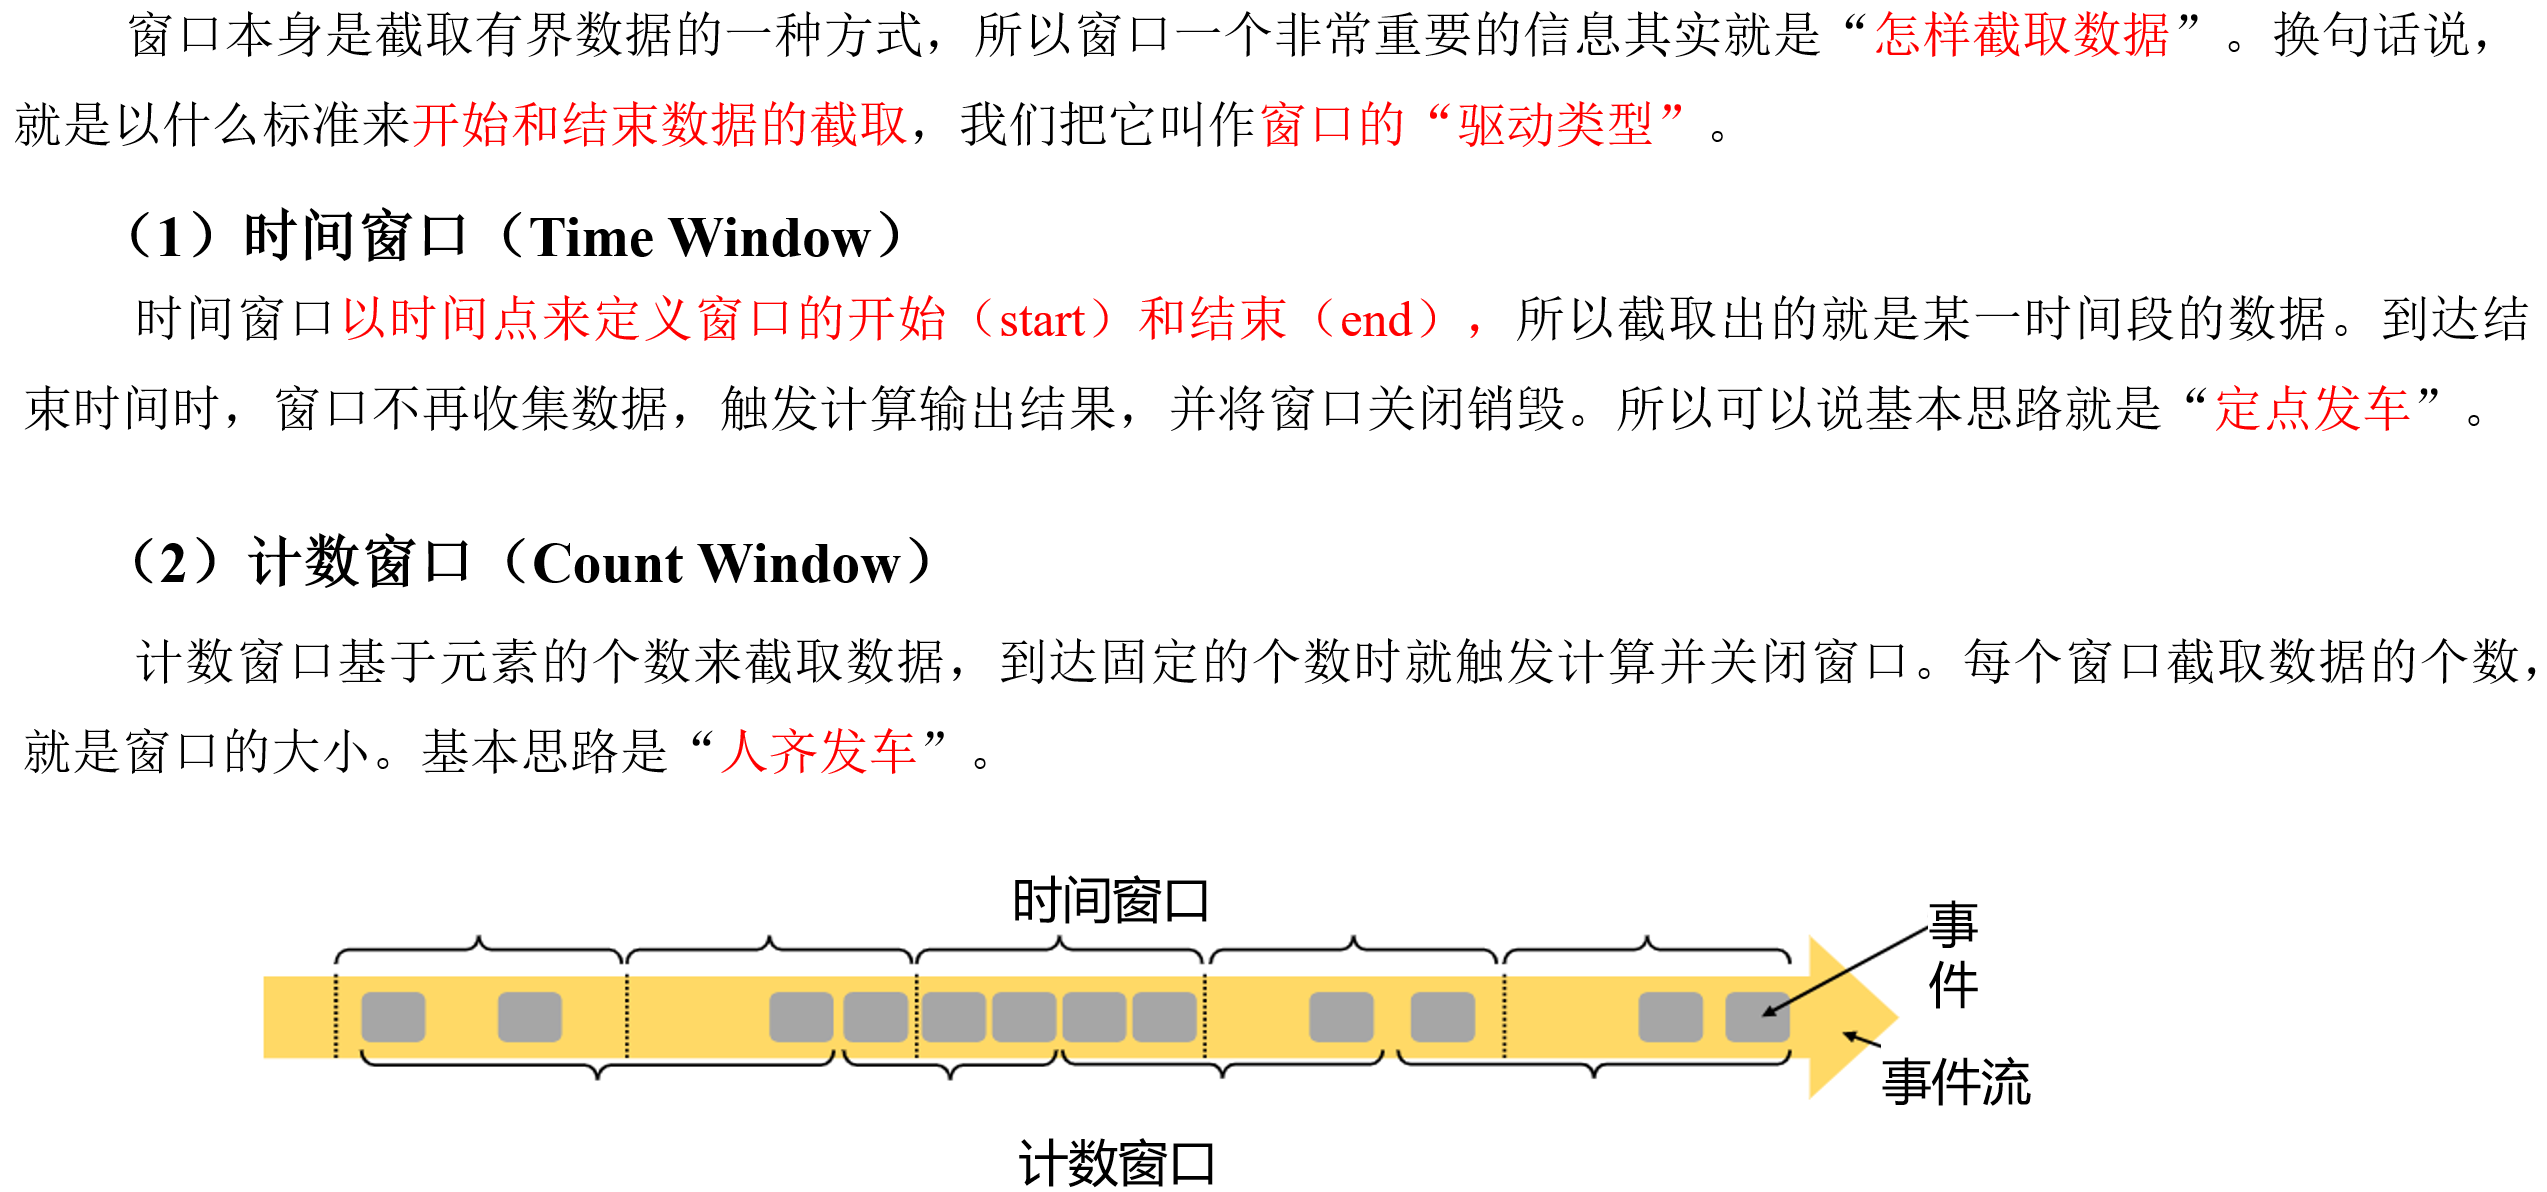 窗口本身是截取有界数据的一种方式，所以窗口一个非常重要的信息其实就是“怎样截取数据”。换句话说，
就是以什么标准来开始和结束数据的截取，我们把它叫作窗口的“驱动类型”。
（1）时间窗口（Time Window）
时间窗口以时间点来定义窗口的开始（start）和结束（end），所以截取出的就是某一时间段的数据。到达结
束时间时，窗口不再收集数据，触发计算输出结果，并将窗口关闭销毁。所以可以说基本思路就是“定点发车”。
（2）计数窗口（Count Window）
计数窗口基于元素的个数来截取数据，到达固定的个数时就触发计算并关闭窗口。每个窗口截取数据的个数，
就是窗口的大小。基本思路是“人齐发车”。
时间窗口
事
件
事件流
计数窗口